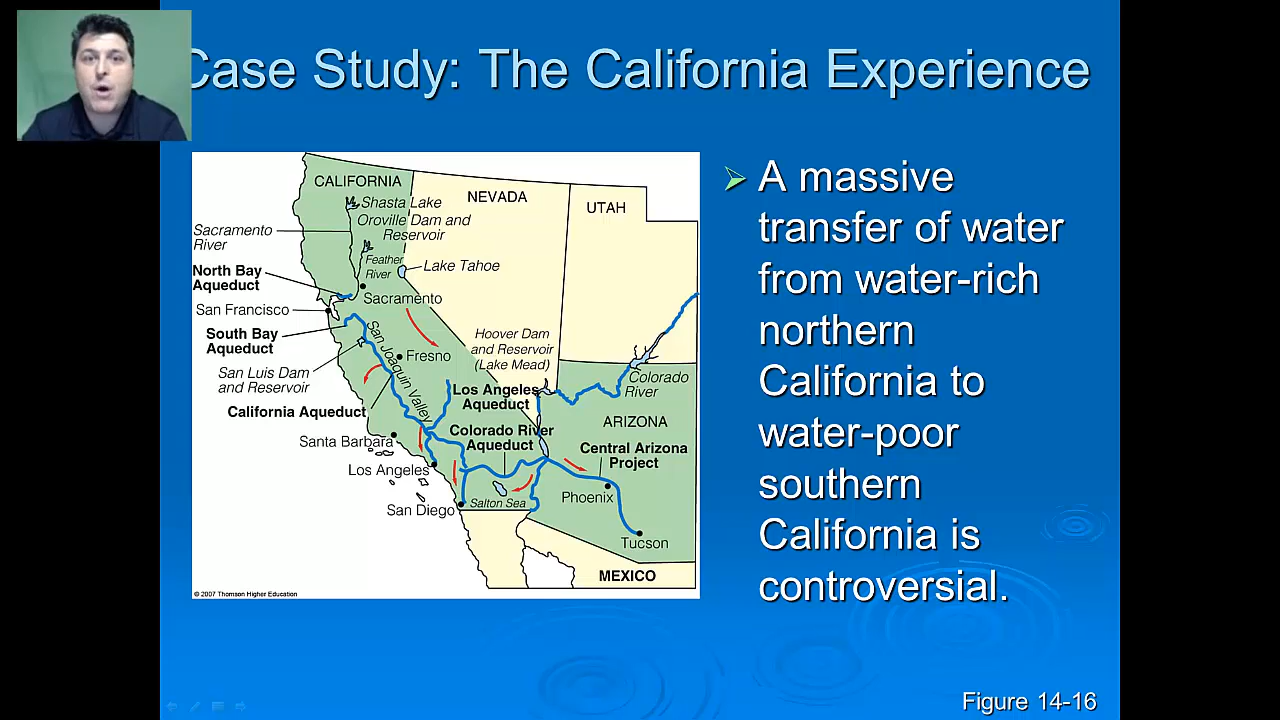 Case Study: The California Experience
CALIFORNIA
NEVADA
UTAH
Shasta Lake
Oroville Dam and
Reservoir
Sacramento
River
Feather
River
Lake Tahoe
North Bay
Aqueduct
Sacramento
San Francisco
South Bay
Aqueduct
San Joaquin Valley
Hoover Dam
and Reservoir
(Lake Mead)
Fresno
San Luis Dam
and Reservoir
Colorado
River
Los Angeles
Aqueduct
California Aqueduct
ARIZONA
Colorado River
Aqueduct
Santa Barbara
Central Arizona
Project
Los Angeles
Phoenix
San Diego
Salton Sea
Tucson
MEXICO
© 2007 Thomson Higher Education
A massive
transfer of water
from water-rich
northern
California to
water-poor
southern
California is
controversial.
Figure 14-16